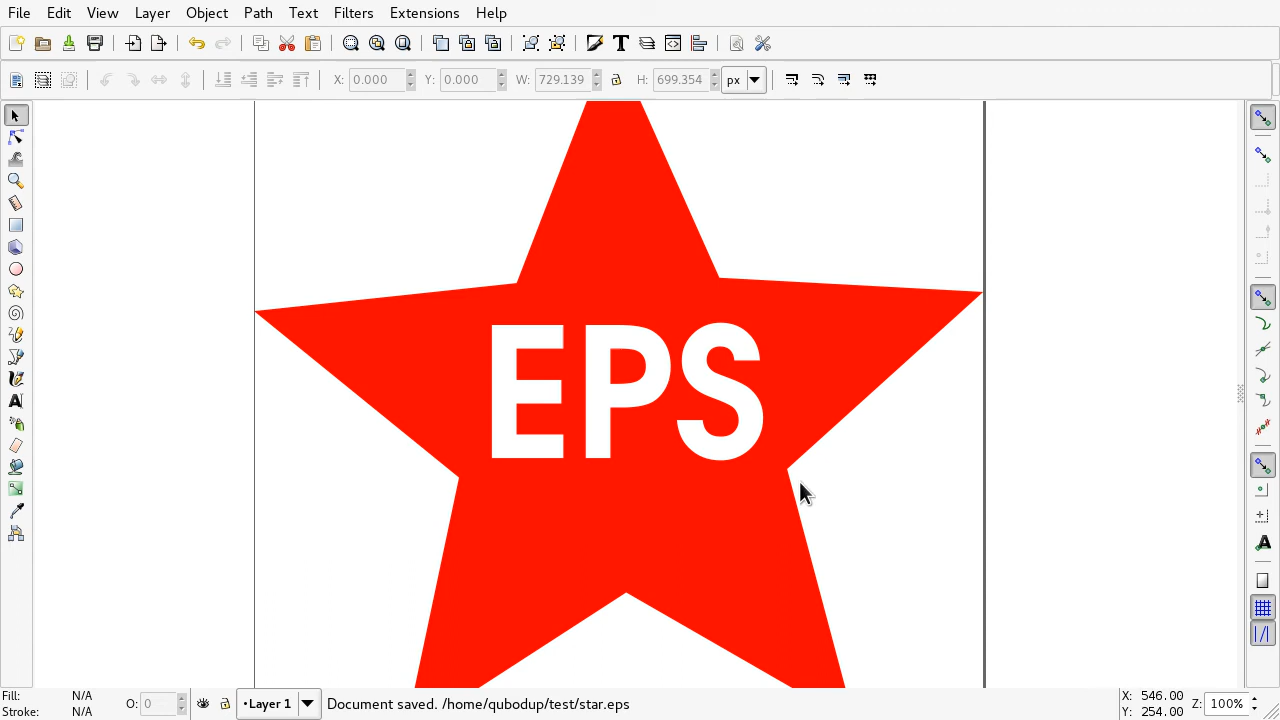 File Edit View Layer Object Path Text Filters Extensions Help
X: 0.000 Y: 0.000 W: 729.139 H: 699.354 px
EPS
Fill: N/A
Stroke: N/A
O: 0
•Layer 1
Document saved. /home/qubodup/test/star.eps
X: 546.00
Y: 254.00
Z: 100%